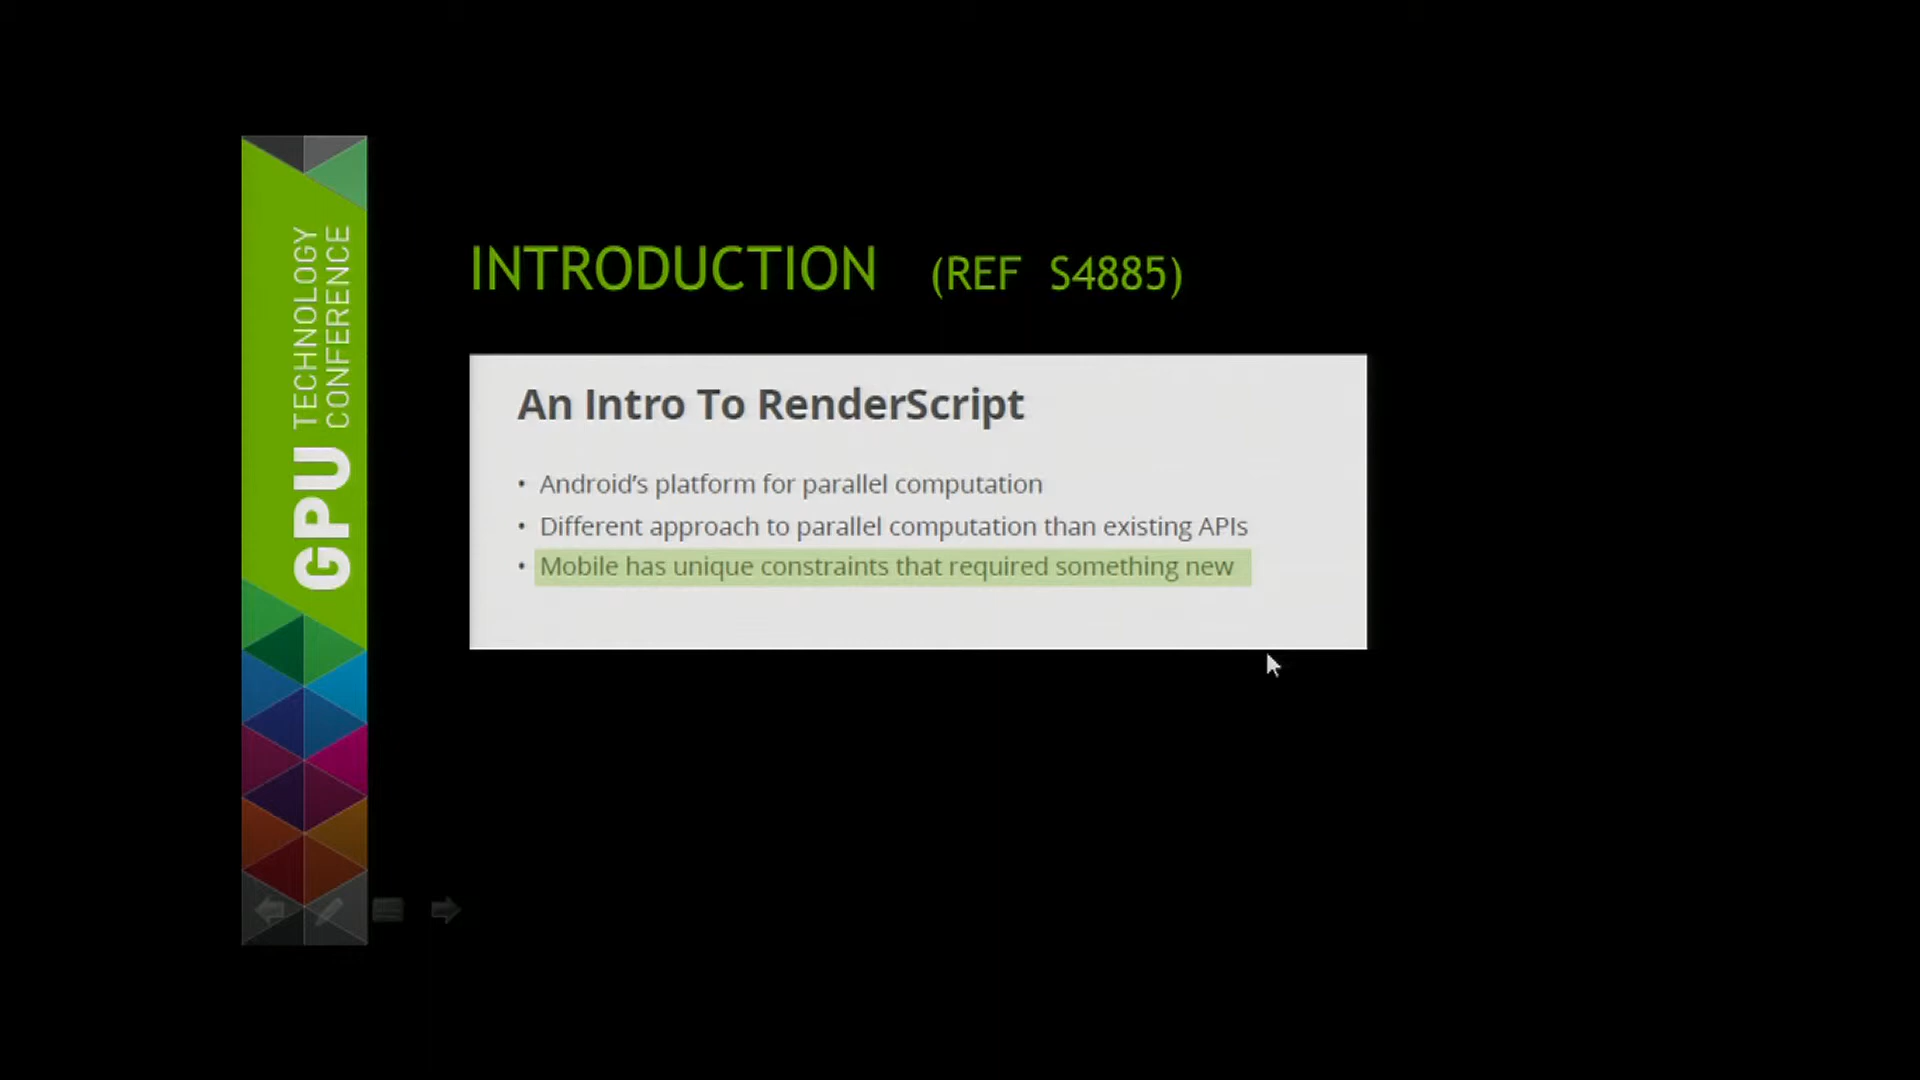 GPU TECHNOLOGY
CONFERENCE
INTRODUCTION (REF S4885)
An Intro To RenderScript
• Android’s platform for parallel computation
• Different approach to parallel computation than existing APIs
• Mobile has unique constraints that required something new